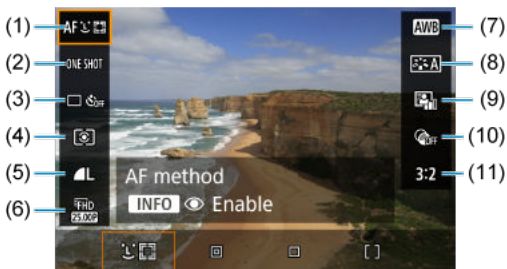 (1) AF
(2) ONE SHOT
(3) OFF
(4)
(5) L
(6) FHD
25.00P
AWB (7)
A (8)
(9)
OFF (10)
3:2 (11)
AF method
INFO Enable